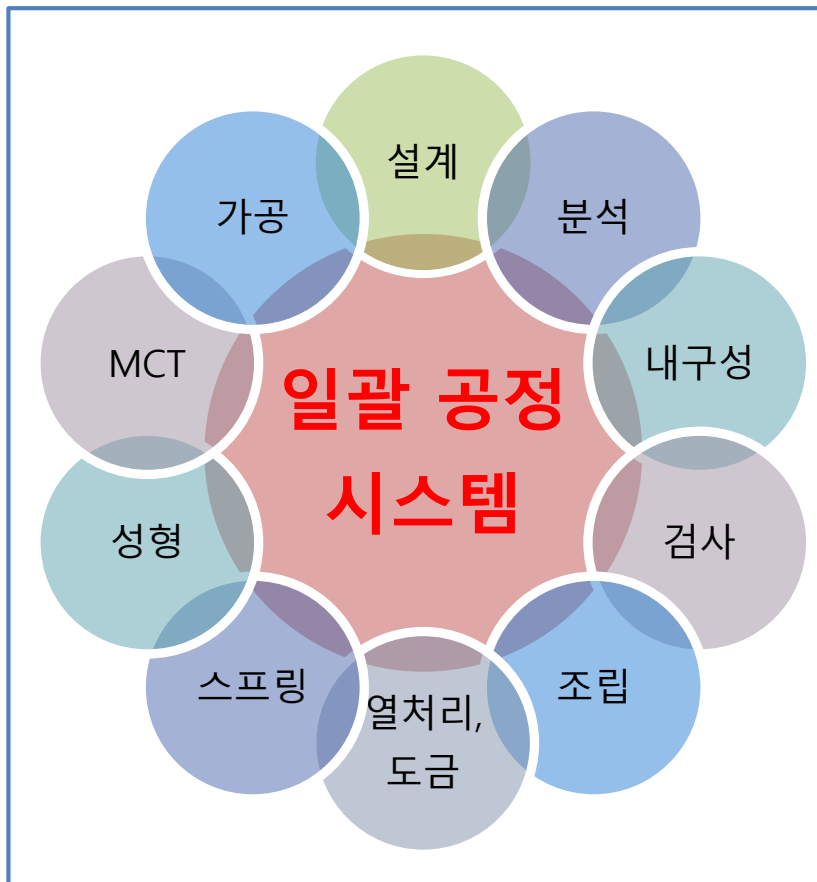 설계
분석
내구성
검사
조립
열처리,
도금
스프링
성형
MCT
가공
일괄 공정
시스템